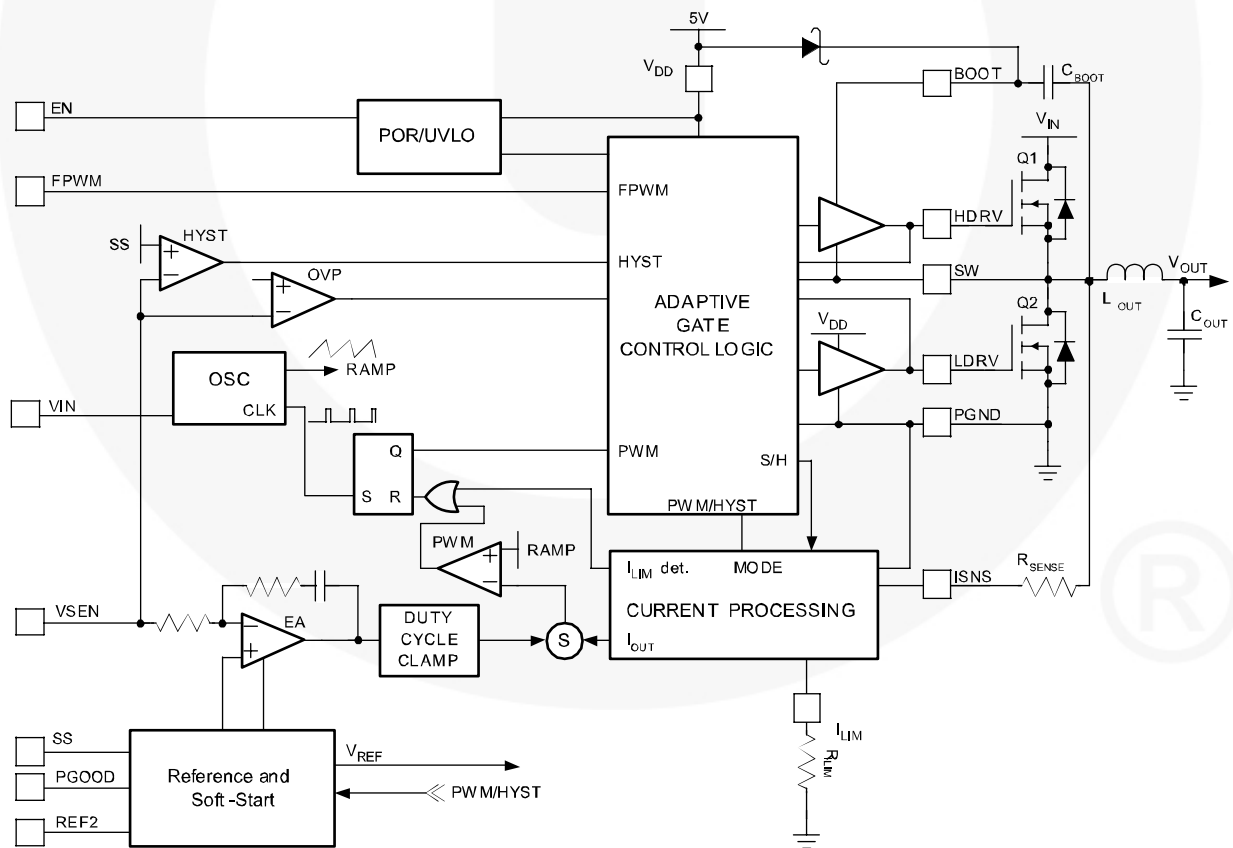 5V
VDD
BOOT
CBOOT
EN
POR/UVLO
VIN
Q1
FPWM
FPWM
HDRV
SS
HYST
HYST
OVP
SW
VOUT
LOUT
ADAPTIVE
GATE
CONTROL LOGIC
Q2
COUT
VDD
OSC
RAMP
CLK
LDRV
VIN
PGND
Q
PWM
S/H
S
R
PWM/HYST
PWM
RAMP
ILIM det.
MODE
ISNS
RSENSE
CURRENT PROCESSING
VSEN
EA
DUTY
CYCLE
CLAMP
S
IOUT
ILIM
RLIM
SS
VREF
PGOOD
Reference and
Soft-Start
PWM/HYST
REF2
®